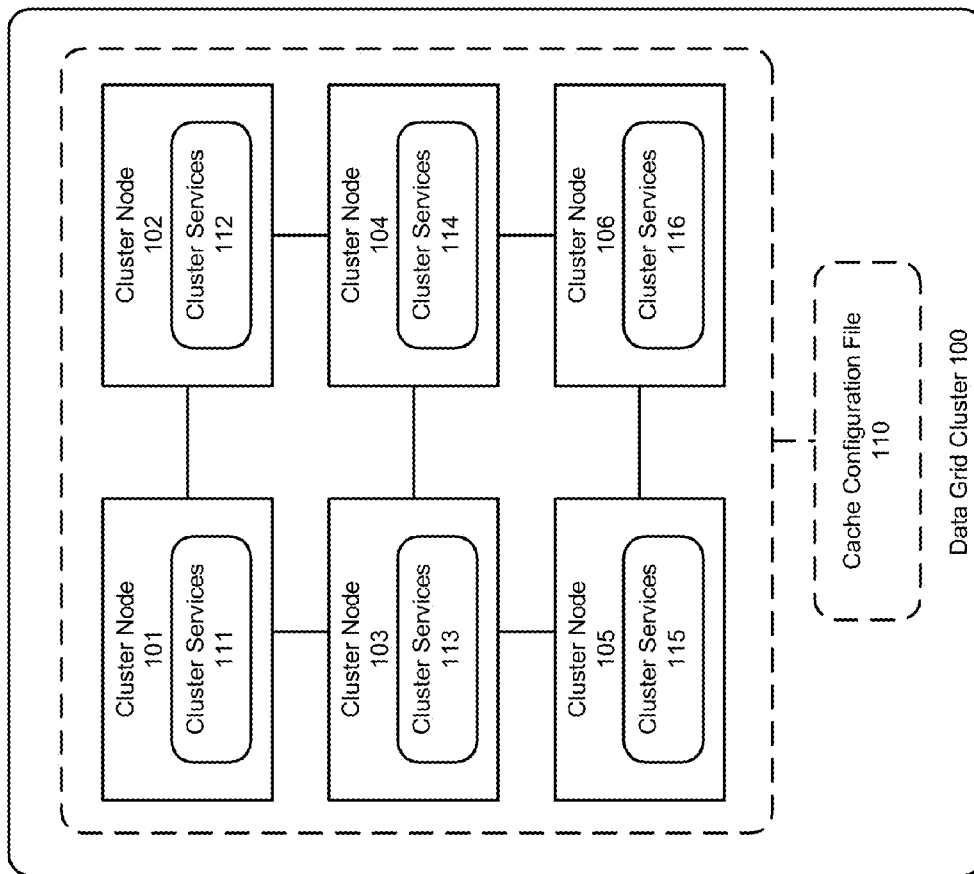 Cluster Node
101
Cluster Services
111
Cluster Node
102
Cluster Services
112
Cluster Node
103
Cluster Services
113
Cluster Node
104
Cluster Services
114
Cluster Node
105
Cluster Services
115
Cluster Node
106
Cluster Services
116
Cache Configuration File
110
Data Grid Cluster 100